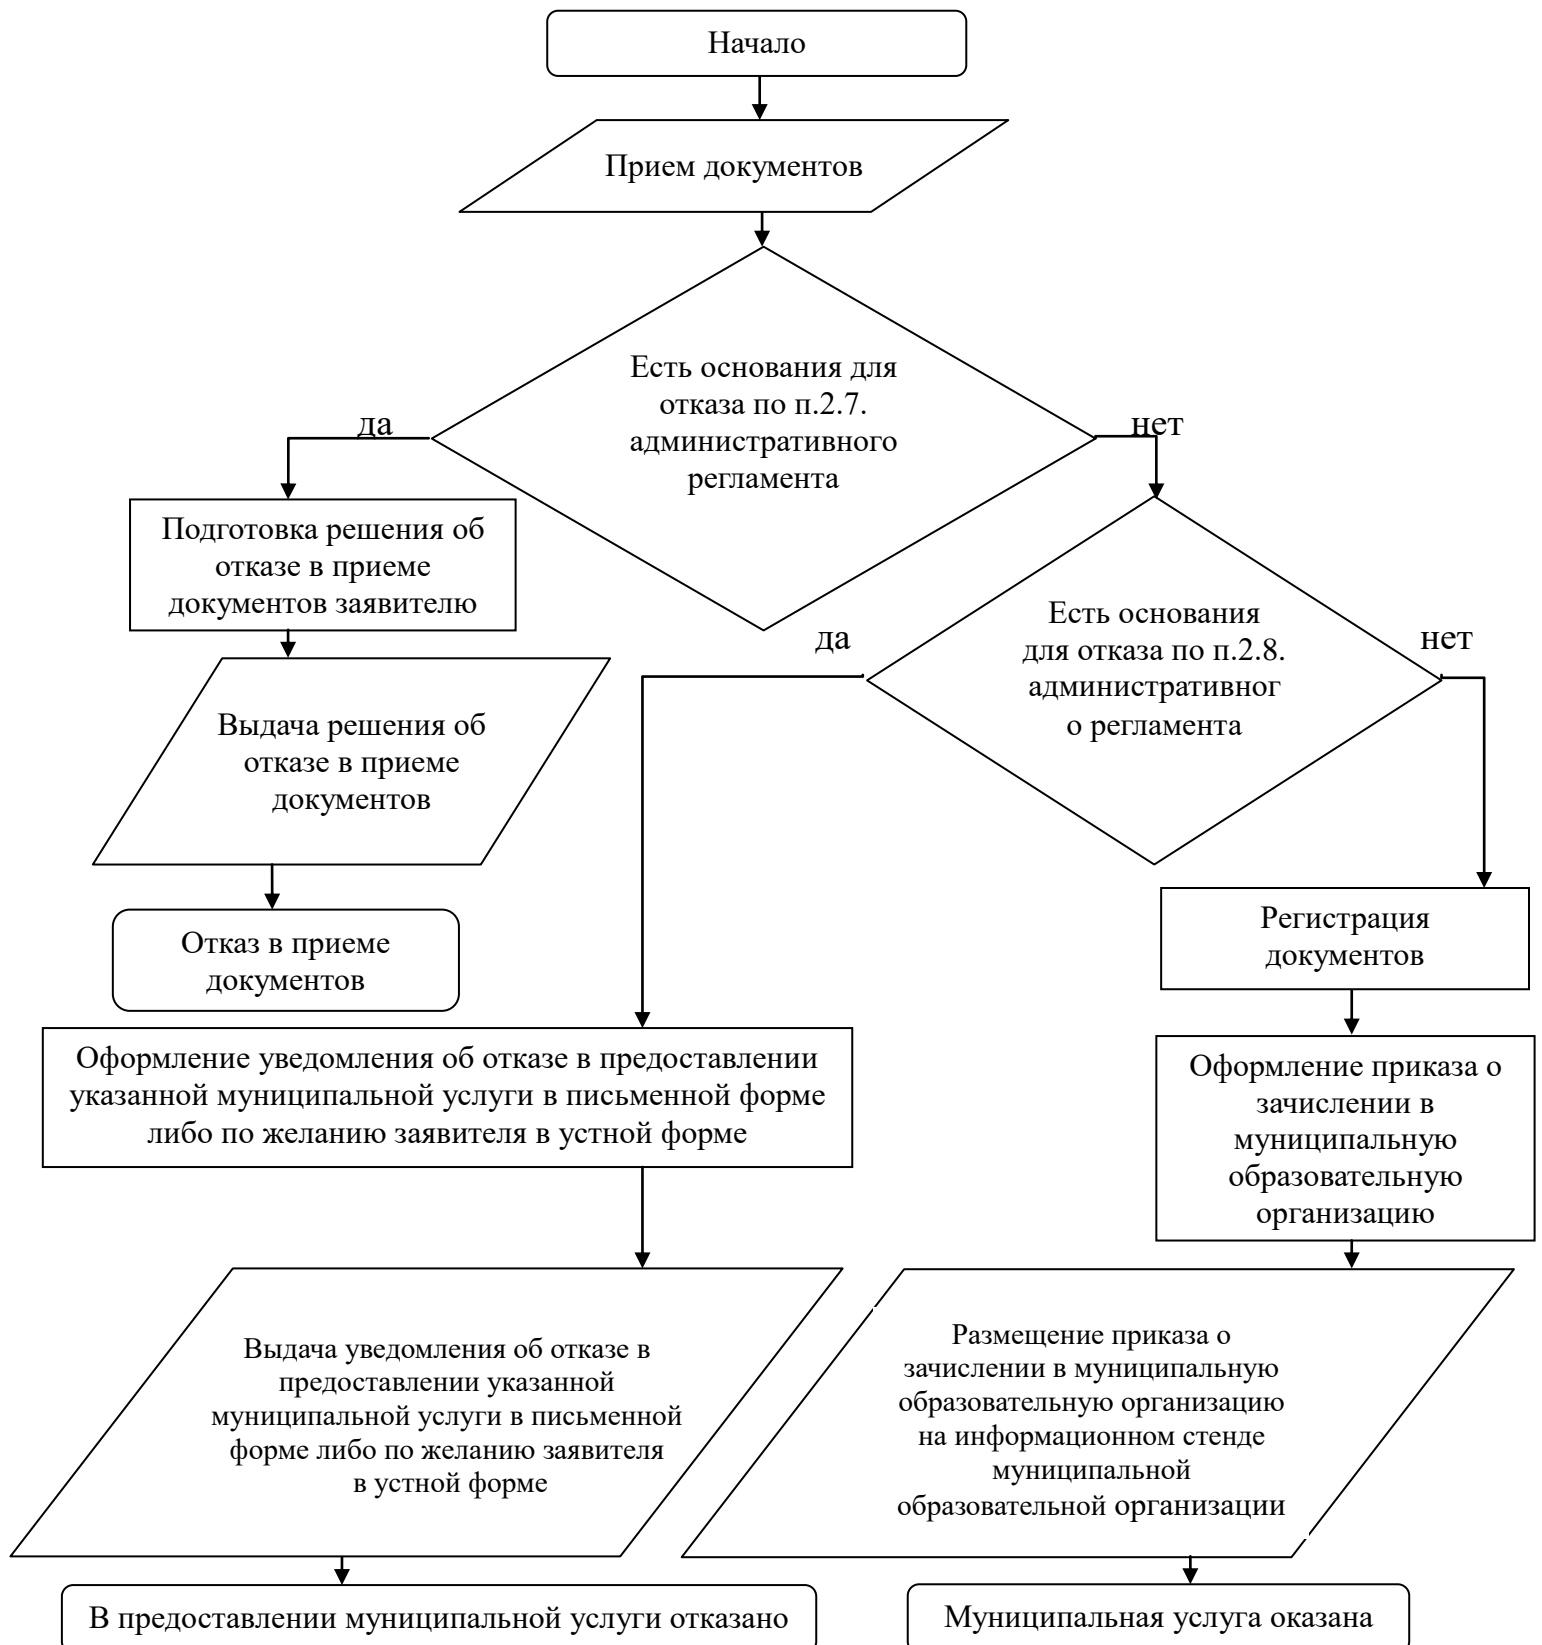 Начало
Прием документов
Есть основания для
отказа по п.2.7.
административного
регламента
да
нет
Подготовка решения об
отказе в приеме
документов заявителю
Есть основания
для отказа по п.2.8.
административног
о регламента
да
нет
Выдача решения об
отказе в приеме
документов
Отказ в приеме
документов
Регистрация
документов
Оформление уведомления об отказе в предоставлении
указанной муниципальной услуги в письменной форме
либо по желанию заявителя в устной форме
Оформление приказа о
зачислении в
муниципальную
образовательную
организацию
Выдача уведомления об отказе в
предоставлении указанной
муниципальной услуги в письменной
форме либо по желанию заявителя
в устной форме
Размещение приказа о
зачислении в муниципальную
образовательную организацию
на информационном стенде
муниципальной
образовательной организации
В предоставлении муниципальной услуги отказано
Муниципальная услуга оказана